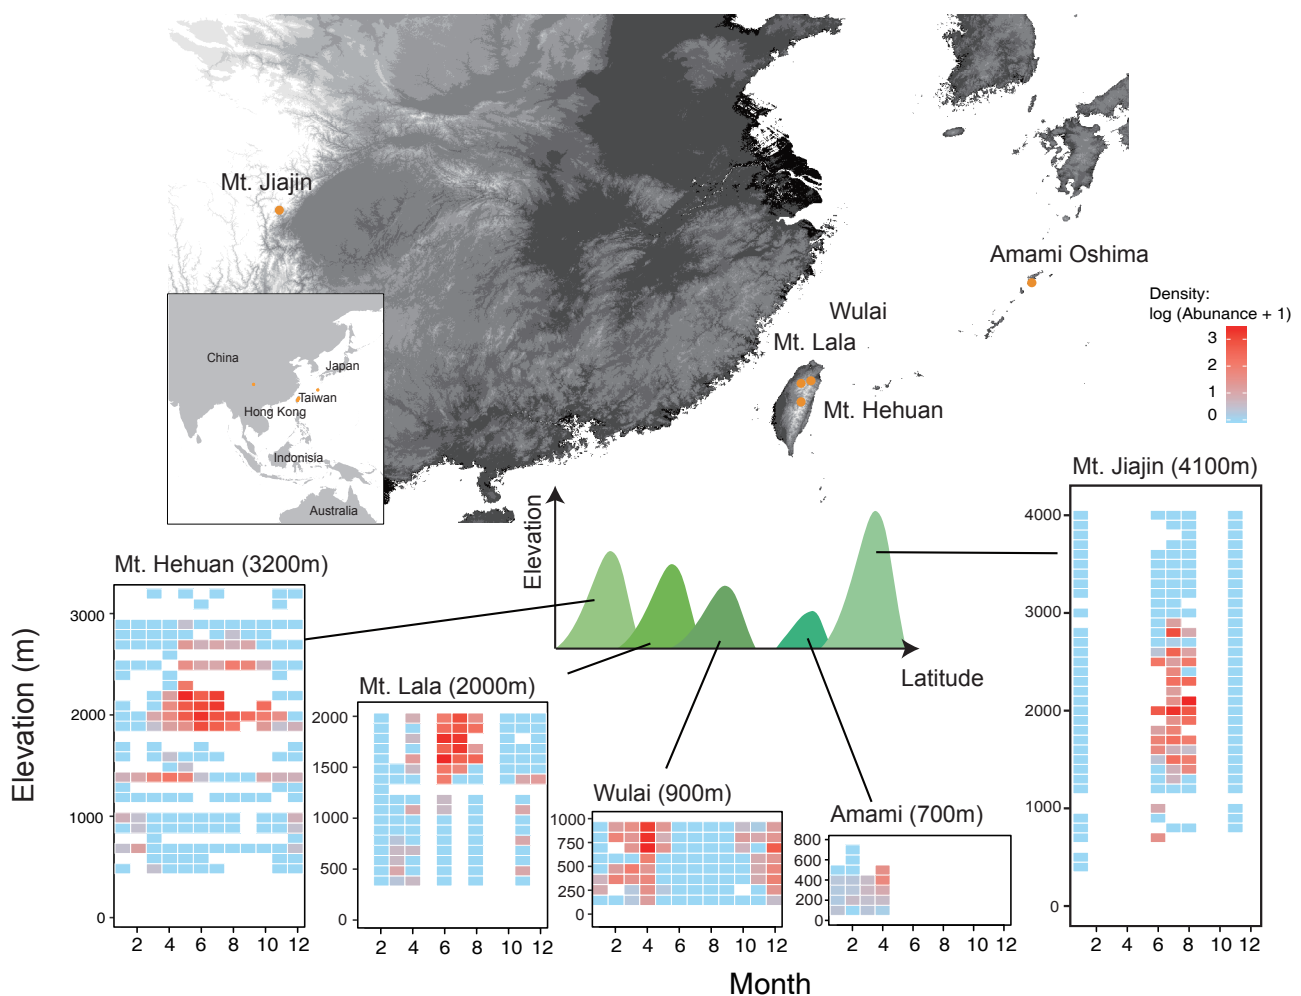 Mt. Jiajin
Amami Oshima
Wulai
Mt. Lala
Mt. Hehuan
Density:
log (Abunance + 1)
3
2
1
0
China
Japan
Taiwan
Hong Kong
Indonisia
Australia
Elevation
Latitude
Mt. Jiajin (4100m)
4000
3000
2000
1000
0
2 4 6 8 10 12
Mt. Hehuan (3200m)
3000
2000
1000
0
2 4 6 8 10 12
Mt. Lala (2000m)
2000
1500
1000
500
0
2 4 6 8 10 12
Wulai (900m)
1000
750
500
250
0
2 4 6 8 10 12
Amami (700m)
800
600
400
200
0
2 4 6 8 10 12
Elevation (m)
Month